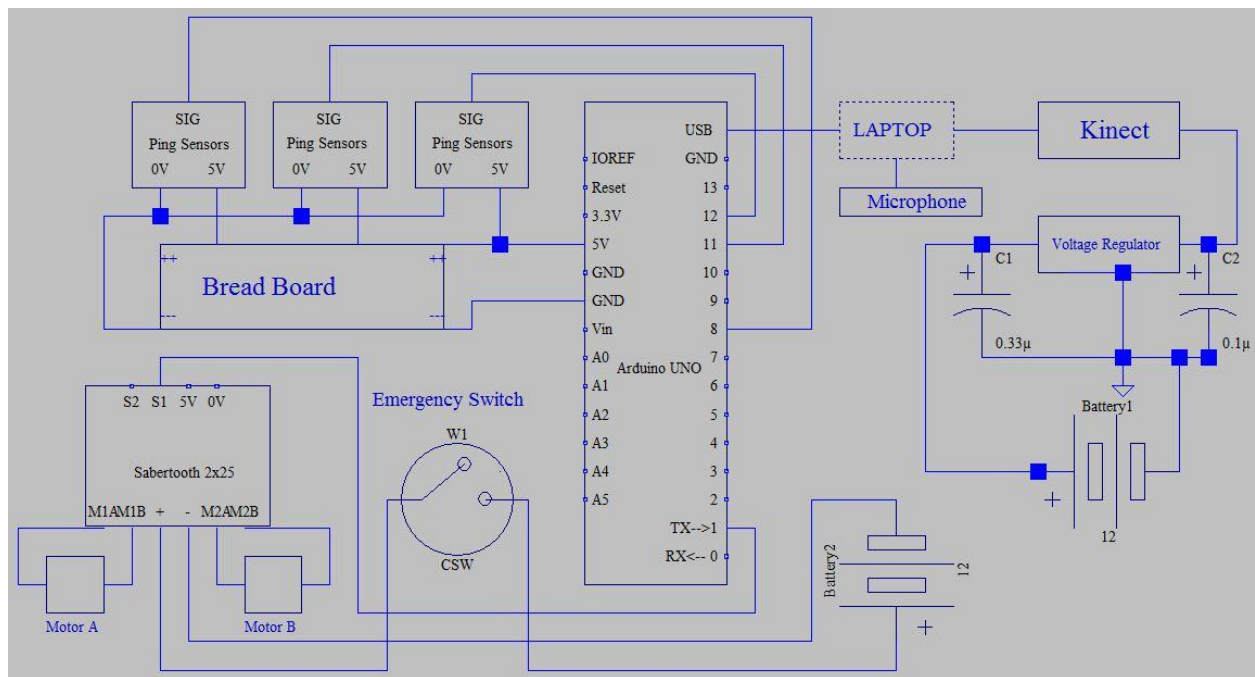 SIG
Ping Sensors
0V 5V
SIG
Ping Sensors
0V 5V
SIG
Ping Sensors
0V 5V
Bread Board
++
++
---
---
USB
IOREF
GND
Reset
13
3.3V
12
5V
11
GND
10
GND
9
Vin
8
A0
7
Arduino UNO
A1
6
A2
5
A3
4
A4
3
A5
2
TX-->1
RX<-- 0
LAPTOP
Microphone
Kinect
Voltage Regulator
C1
+
0.33µ
C2
+
0.1µ
Battery1
+
12
S2 S1 5V 0V
Sabertooth 2x25
M1AM1B + - M2AM2B
Motor A
Motor B
Emergency Switch
W1
CSW
Battery2
12
+